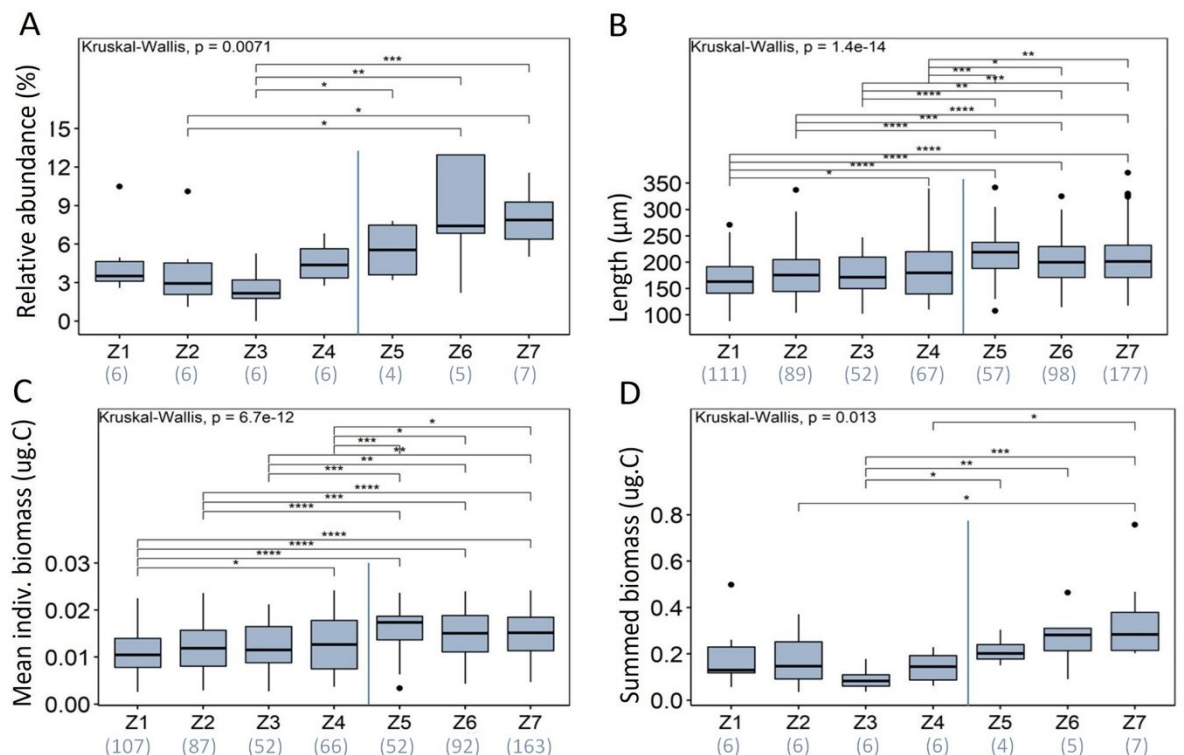 A
Kruskal-Wallis, p = 0.0071
***
**
*
*
*
Relative abundance (%)
15
12
9
6
3
0
Z1 Z2 Z3 Z4 Z5 Z6 Z7
(6) (6) (6) (6) (4) (5) (7)
B
Kruskal-Wallis, p = 1.4e-14
**
*
***
***
**
****
****
***
****
****
****
****
*
Length (µm)
350
300
250
200
150
100
Z1 Z2 Z3 Z4 Z5 Z6 Z7
(111) (89) (52) (67) (57) (98) (177)
C
Kruskal-Wallis, p = 6.7e-12
*
*
***
**
**
***
****
***
****
****
****
****
*
Mean indiv. biomass (ug.C)
0.03
0.02
0.01
0.00
Z1 Z2 Z3 Z4 Z5 Z6 Z7
(107) (87) (52) (66) (52) (92) (163)
D
Kruskal-Wallis, p = 0.013
*
***
**
*
*
Summed biomass (ug.C)
0.8
0.6
0.4
0.2
0.0
Z1 Z2 Z3 Z4 Z5 Z6 Z7
(6) (6) (6) (6) (4) (5) (7)